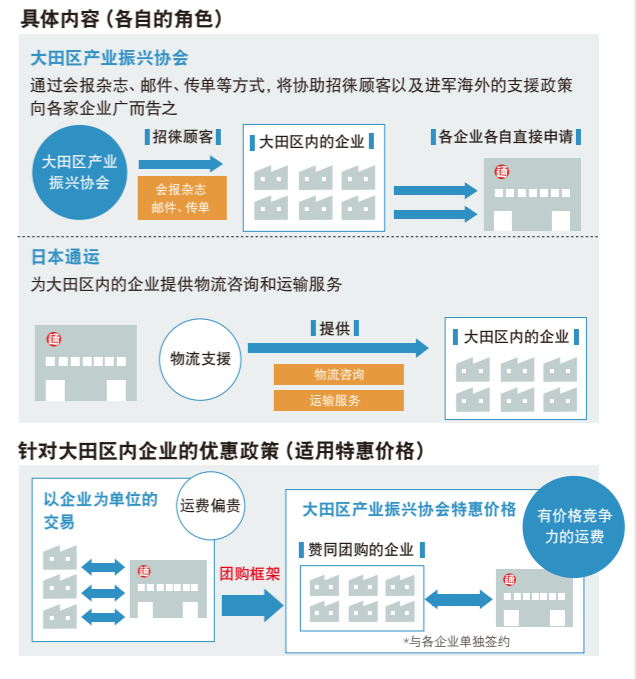 具体内容（各自的角色）
大田区产业振兴协会
通过会报杂志、邮件、传单等方式，将协助招徕顾客以及进军海外的支援政策
向各家企业广而告之
大田区产业
振兴协会
招徕顾客
会报杂志
邮件、传单
大田区内的企业
各企业各自直接申请
通
日本通运
为大田区内的企业提供物流咨询和运输服务
通
物流支援
提供
物流咨询
运输服务
大田区内的企业
针对大田区内企业的优惠政策（适用特惠价格）
以企业为单位的
交易
运费偏贵
通
团购框架
大田区产业振兴协会特惠价格
赞同团购的企业
通
*与各企业单独签约
有价格竞争
力的运费